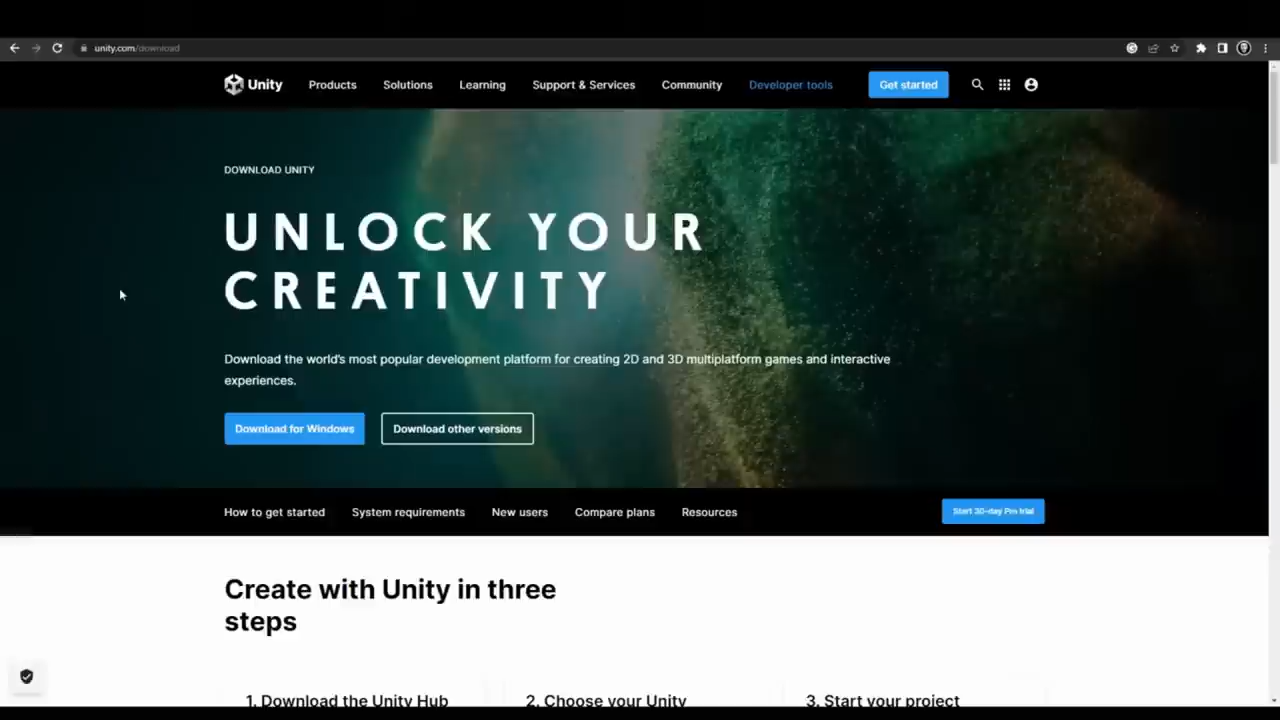 unity.com/download
Unity Products Solutions Learning Support & Services Community Developer tools Get started
DOWNLOAD UNITY
UNLOCK YOUR
CREATIVITY
Download the world's most popular development platform for creating 2D and 3D multiplatform games and interactive
experiences.
Download for Windows Download other versions
How to get started System requirements New users Compare plans Resources Start 30-day Pro trial
Create with Unity in three
steps
1. Download the Unity Hub 2. Choose your Unity 3. Start your project